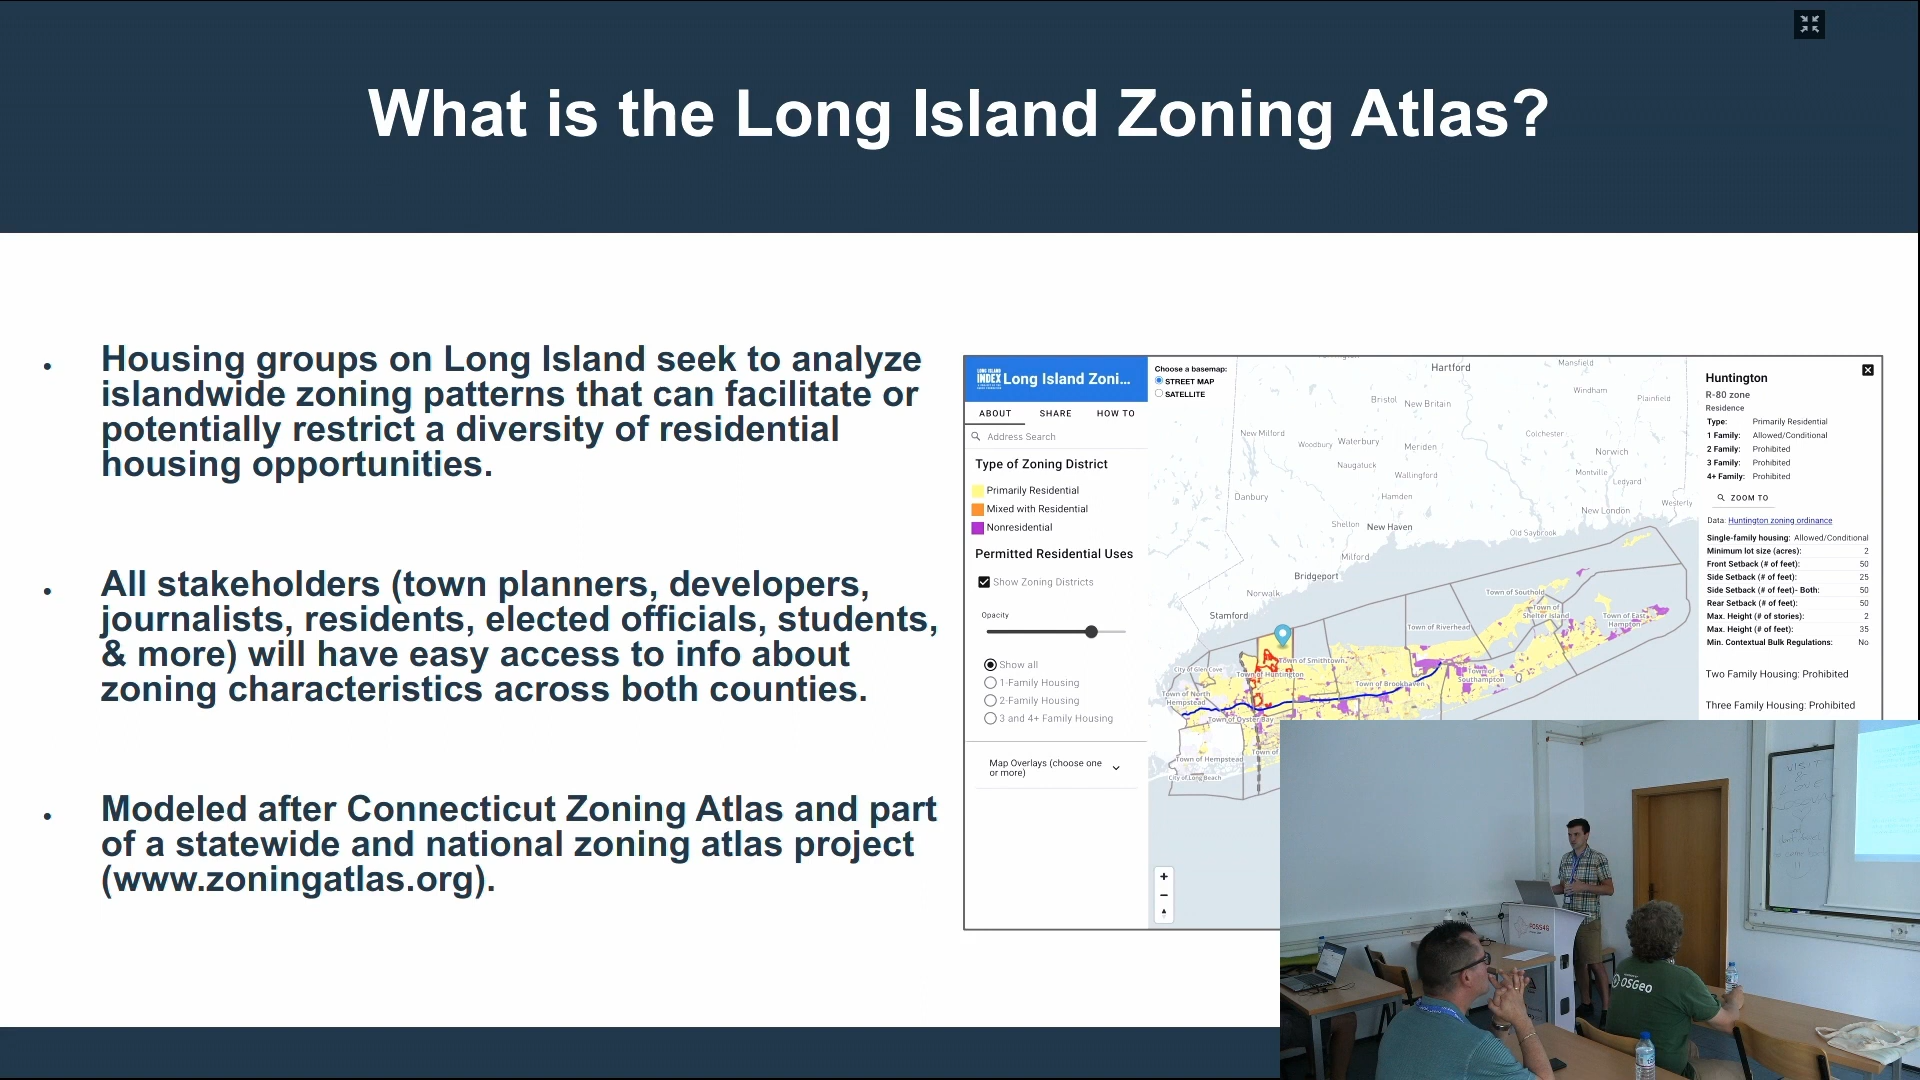 What is the Long Island Zoning Atlas?
• Housing groups on Long Island seek to analyze
islandwide zoning patterns that can facilitate or
potentially restrict a diversity of residential
housing opportunities.
• All stakeholders (town planners, developers,
journalists, residents, elected officials, students,
& more) will have easy access to info about
zoning characteristics across both counties.
• Modeled after Connecticut Zoning Atlas and part
of a statewide and national zoning atlas project
(www.zoningatlas.org).
LONG ISLAND
INDEX
Long Island Zoni...
ABOUT SHARE HOW TO
Address Search
Type of Zoning District
Primarily Residential
Mixed with Residential
Nonresidential
Permitted Residential Uses
Show Zoning Districts
Opacity
Show all
1-Family Housing
2-Family Housing
3 and 4+ Family Housing
Map Overlays (choose one
or more)
Choose a basemap:
STREET MAP
SATELLITE
Hartford
Mansfield
Windham
Plainfield
Bristol
New Britain
New Milford
Woodbury
Waterbury
Meriden
Colchester
Norwich
Naugatuck
Wallingford
Montville
Ledyard
Danbury
Hamden
Westerly
New London
Shelton
New Haven
Old Saybrook
Milford
Bridgeport
Norwalk
Stamford
Town of Southold
Town of
Shelter Island
Town of East
Hampton
Town of Riverhead
City of Glen Cove
Town of Smithtown
Town of Huntington
Town of Brookhaven
Town of
Southampton
Town of North
Hempstead
Town of Oyster Bay
Town of
Town of Hempstead
City of Long Beach
+
−
Huntington
R-80 zone
Residence
Type: Primarily Residential
1 Family: Allowed/Conditional
2 Family: Prohibited
3 Family: Prohibited
4+ Family: Prohibited
ZOOM TO
Data: Huntington zoning ordinance
Single-family housing: Allowed/Conditional
Minimum lot size (acres): 2
Front Setback (# of feet): 50
Side Setback (# of feet): 25
Side Setback (# of feet)- Both: 50
Rear Setback (# of feet): 50
Max. Height (# of stories): 2
Max. Height (# of feet): 35
Min. Contextual Bulk Regulations: No
Two Family Housing: Prohibited
Three Family Housing: Prohibited
VISIT
&
LOVE
FOSS4G
OSGeo